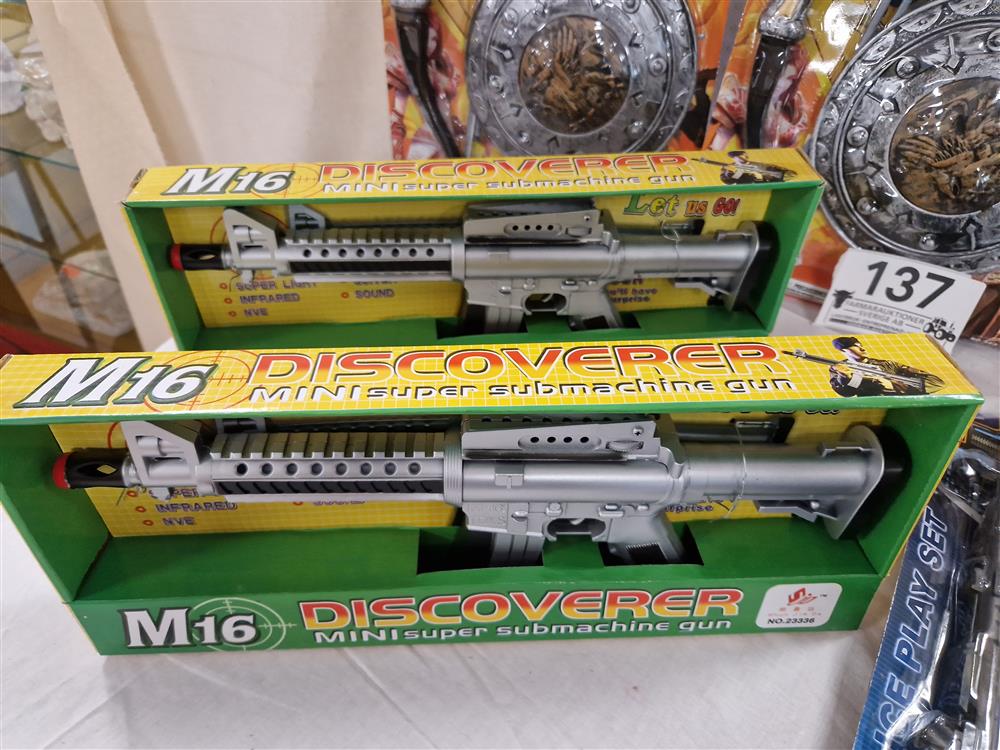 M16 DISCOVERER
MINI super submachine gun
Let us GO!
SUPER LIGHT
INFRARED
SOUND
NVE
137
SVERIGE AB
M16 DISCOVERER
MINI super submachine gun
INFRARED
NVE
M16 DISCOVERER
MINI super submachine gun
NO.23336
PLAY SET